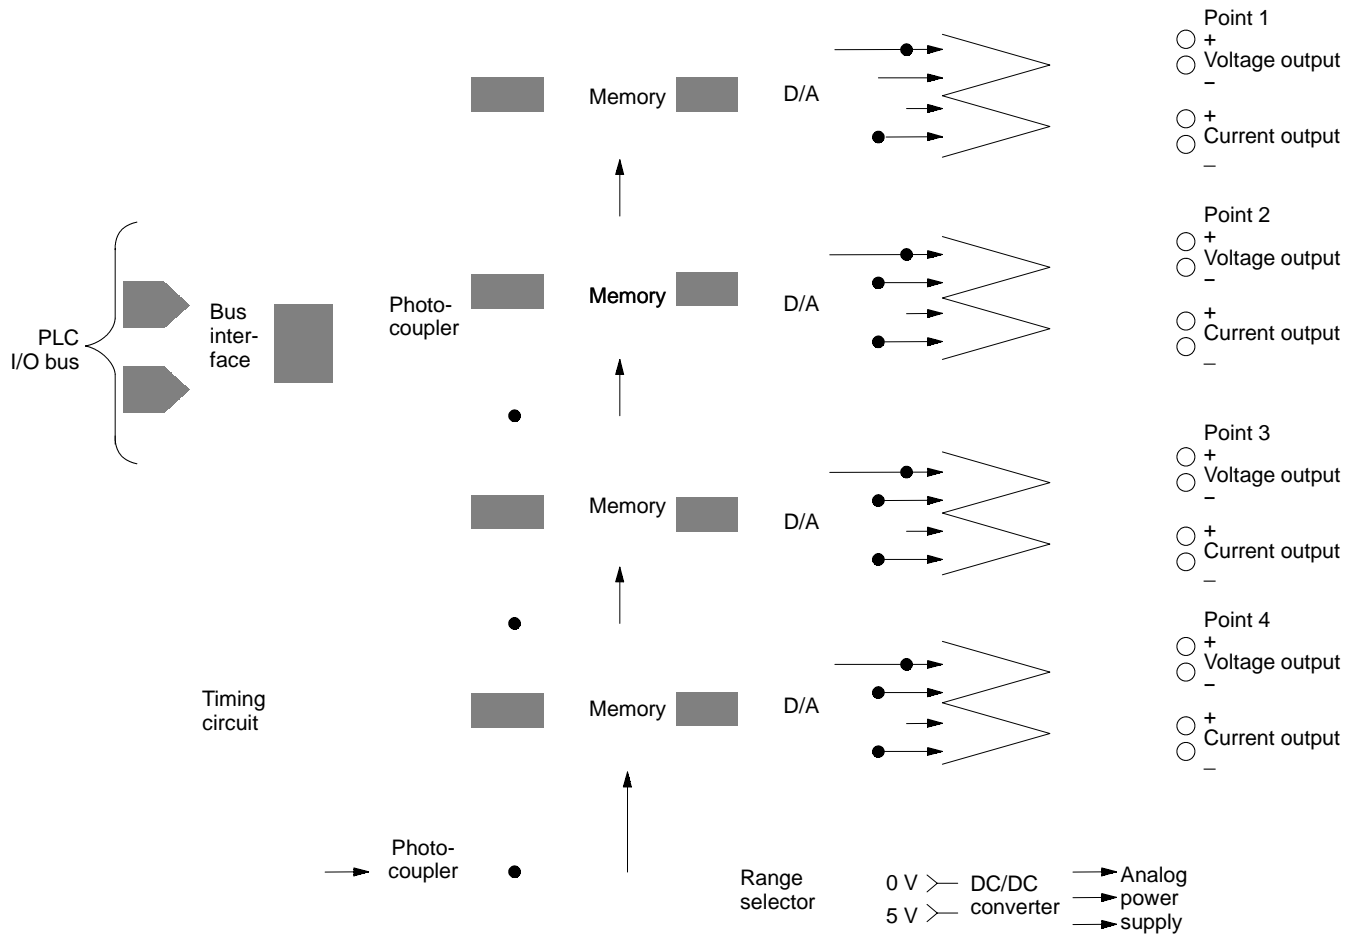 Point 1
+
Voltage output
–
+
Current output
–
Memory
D/A
Point 2
+
Voltage output
–
+
Current output
–
PLC
I/O bus
Bus
inter-
face
Photo-
coupler
Memory
D/A
Point 3
+
Voltage output
–
+
Current output
–
Memory
D/A
Point 4
+
Voltage output
–
+
Current output
–
Timing
circuit
Memory
D/A
Photo-
coupler
Range
selector
0 V
5 V
DC/DC
converter
Analog
power
supply